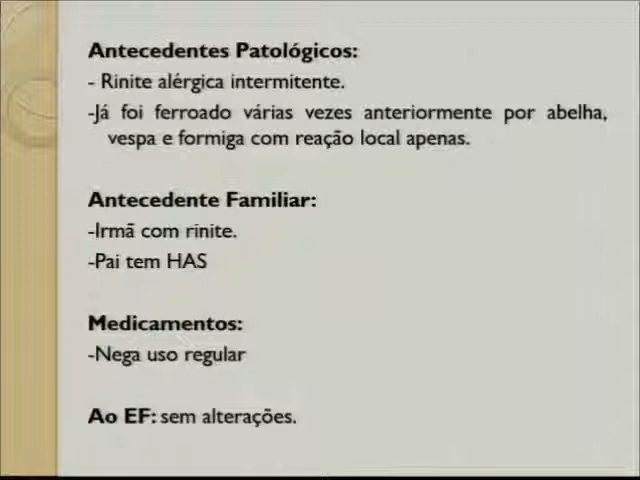 Antecedentes Patológicos:
- Rinite alérgica intermitente.
-Já foi ferroado várias vezes anteriormente por abelha,
vespa e formiga com reação local apenas.
Antecedente Familiar:
-Irmã com rinite.
-Pai tem HAS
Medicamentos:
-Nega uso regular
Ao EF: sem alterações.